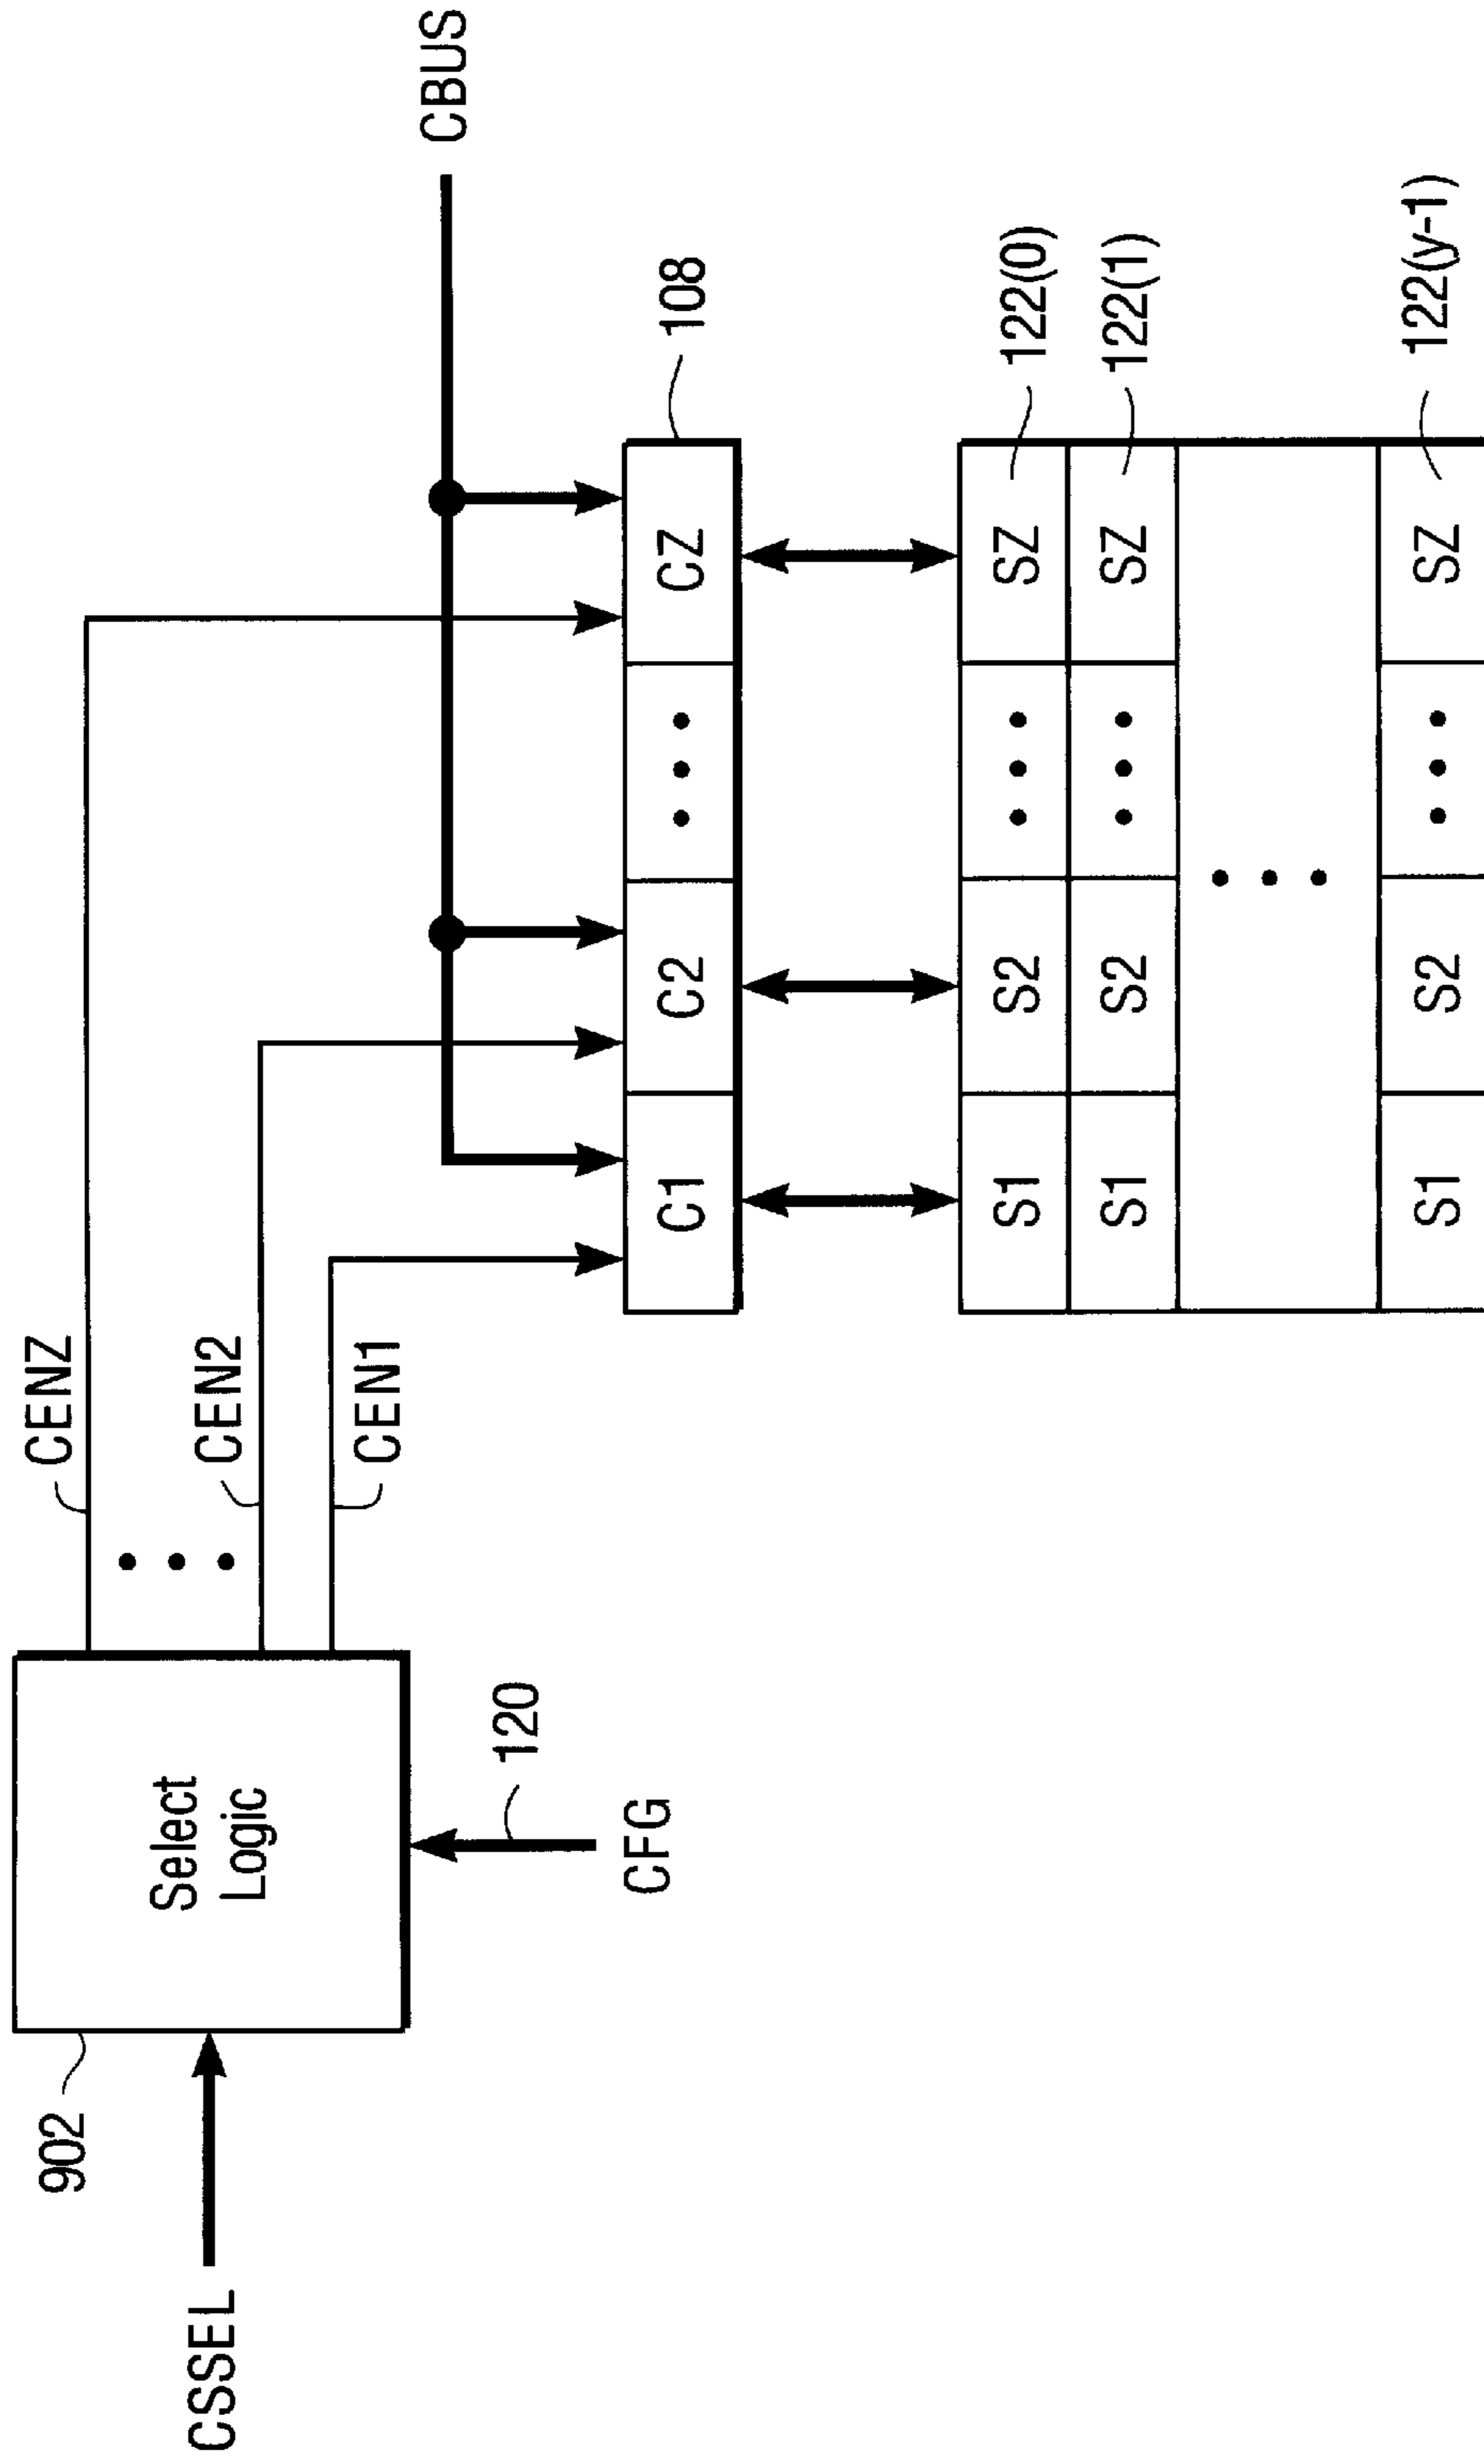 CENZ
CEN2
CEN1
CBUS
902
Select
Logic
CSSEL
120
CFG
108
C1
C2
CZ
S1
S2
SZ
122(0)
S1
S2
SZ
122(1)
S1
S2
SZ
122(y-1)